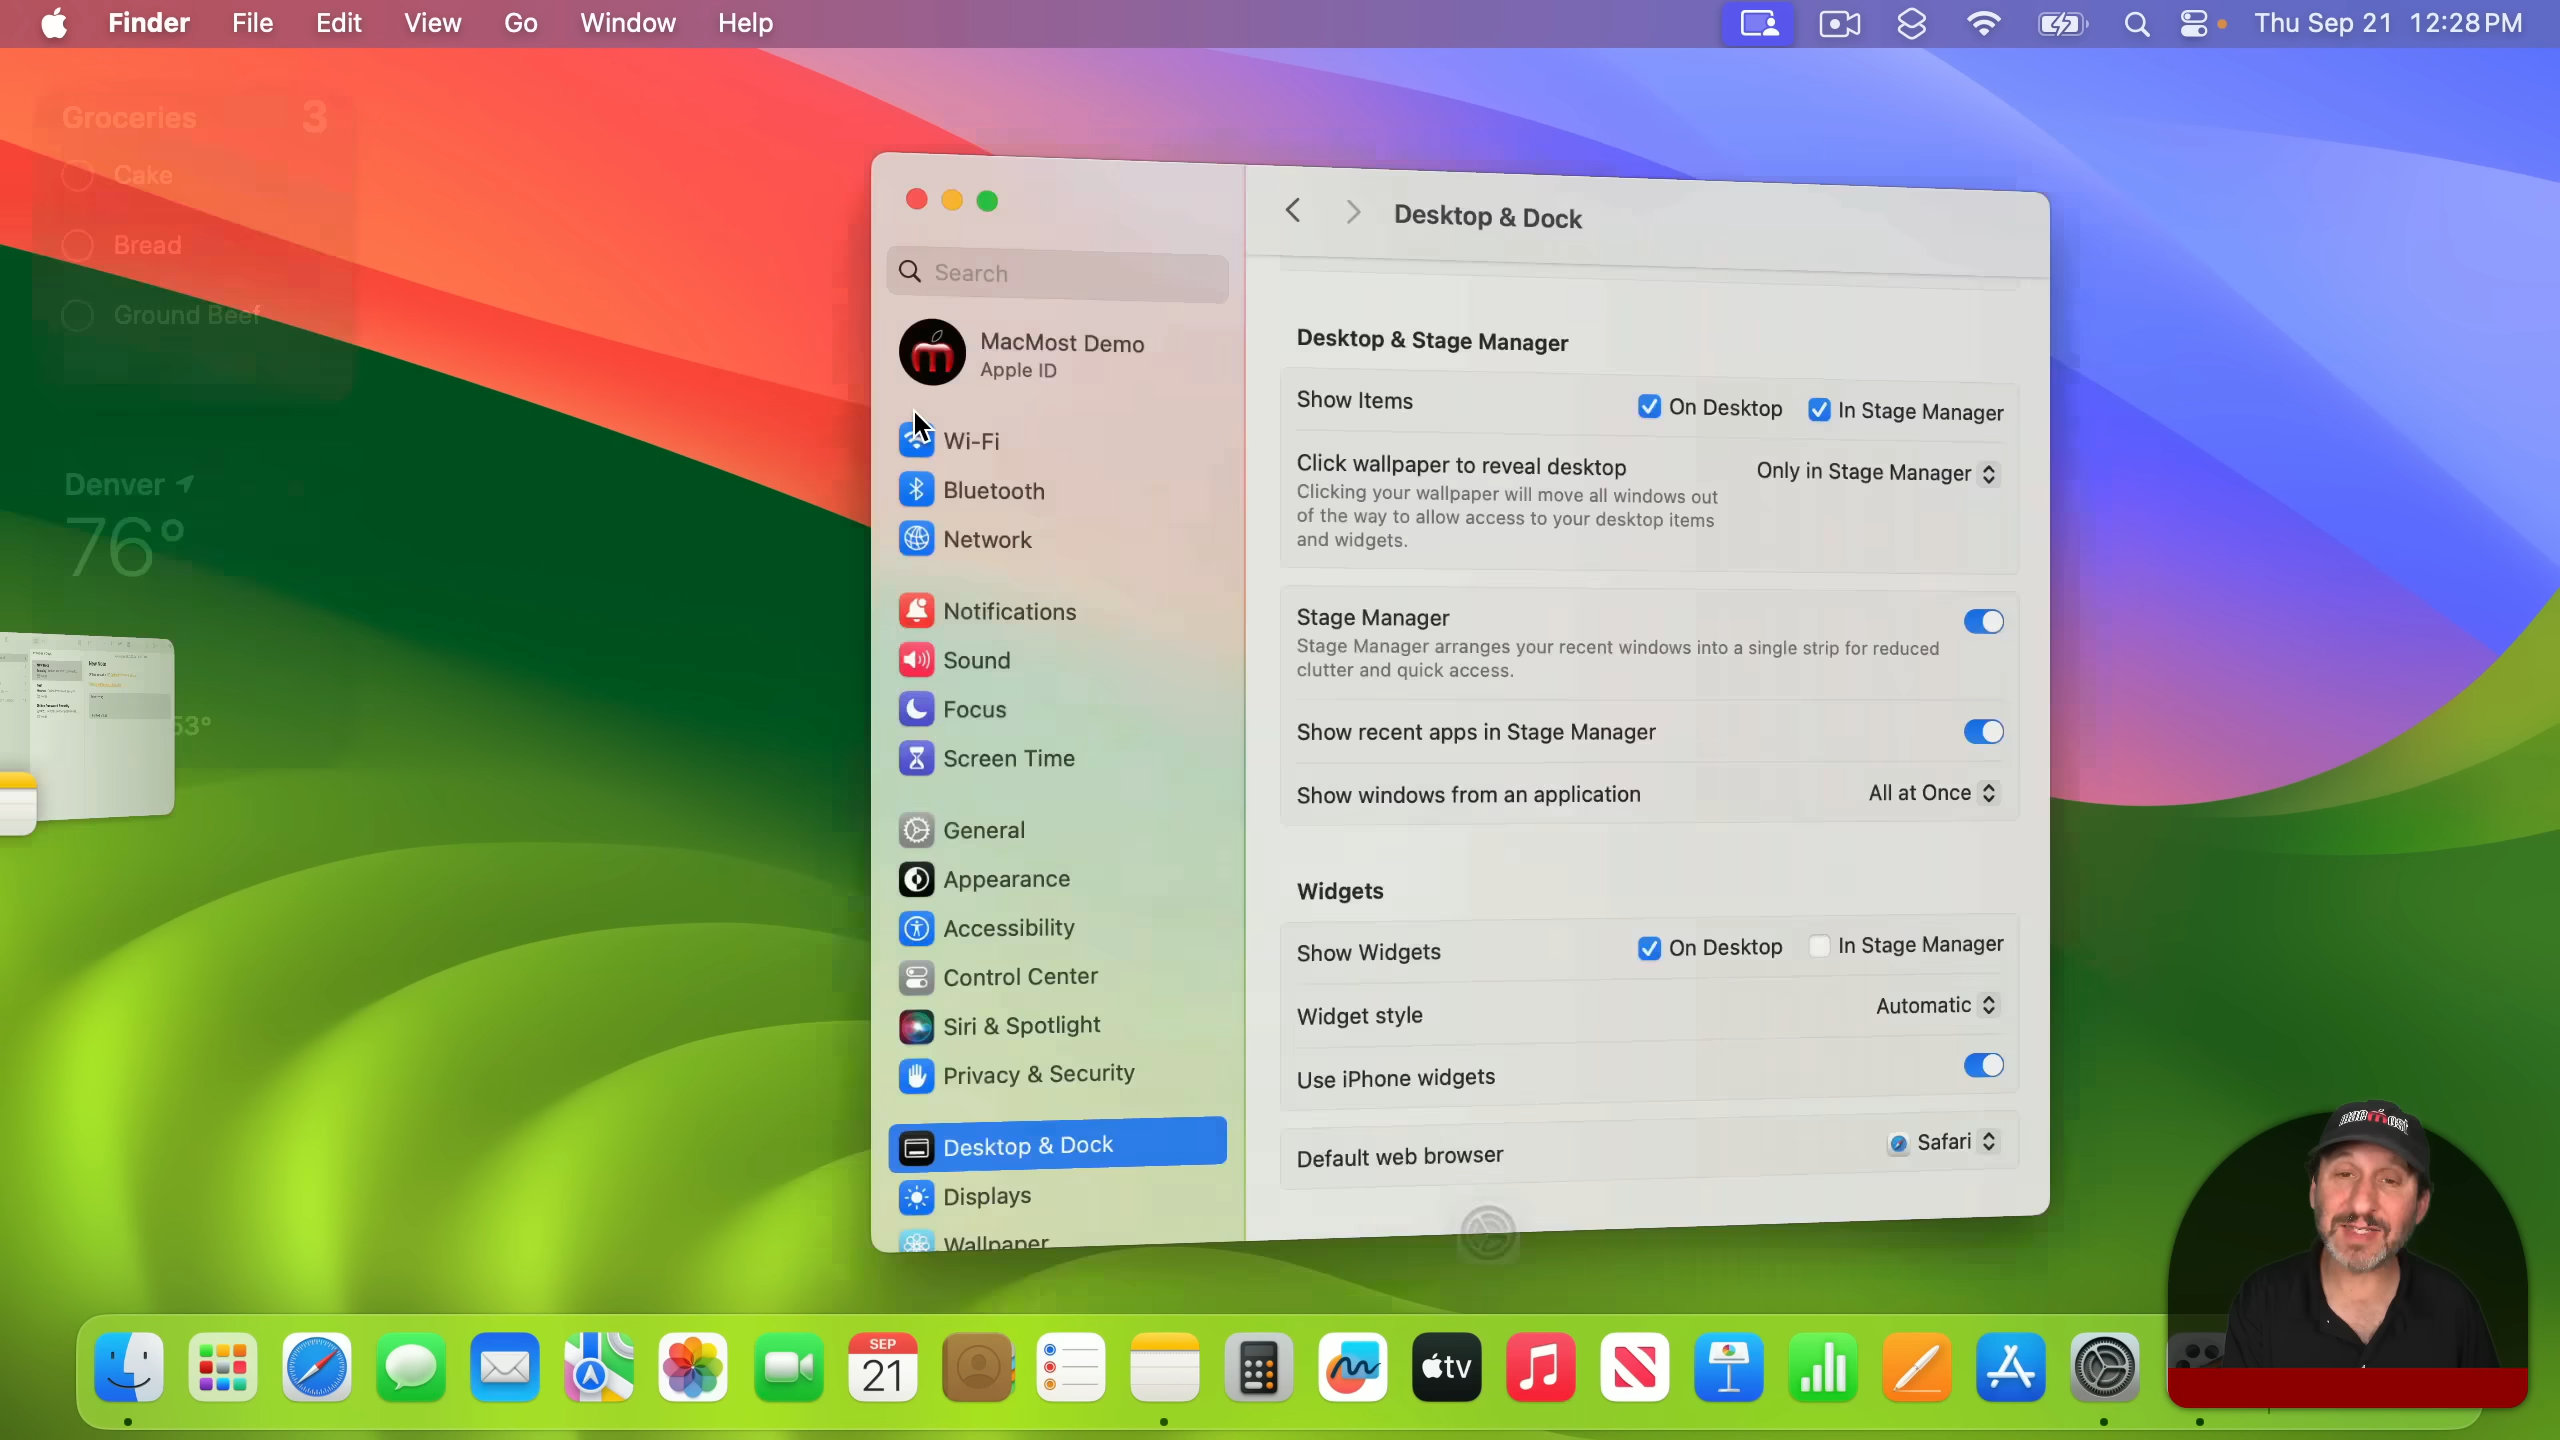 Finder File Edit View Go Window Help
Thu Sep 21 12:28 PM
Groceries 3
Cake
Bread
Ground Beef
Denver
76°
53°
Search
MacMost Demo
Apple ID
Wi-Fi
Bluetooth
Network
Notifications
Sound
Focus
Screen Time
General
Appearance
Accessibility
Control Center
Siri & Spotlight
Privacy & Security
Desktop & Dock
Displays
Wallpaper
Desktop & Dock
Desktop & Stage Manager
Show Items On Desktop In Stage Manager
Click wallpaper to reveal desktop Only in Stage Manager
Clicking your wallpaper will move all windows out
of the way to allow access to your desktop items
and widgets.
Stage Manager
Stage Manager arranges your recent windows into a single strip for reduced
clutter and quick access.
Show recent apps in Stage Manager
Show windows from an application All at Once
Widgets
Show Widgets On Desktop In Stage Manager
Widget style Automatic
Use iPhone widgets
Default web browser Safari
macmost
SEP
21
tv